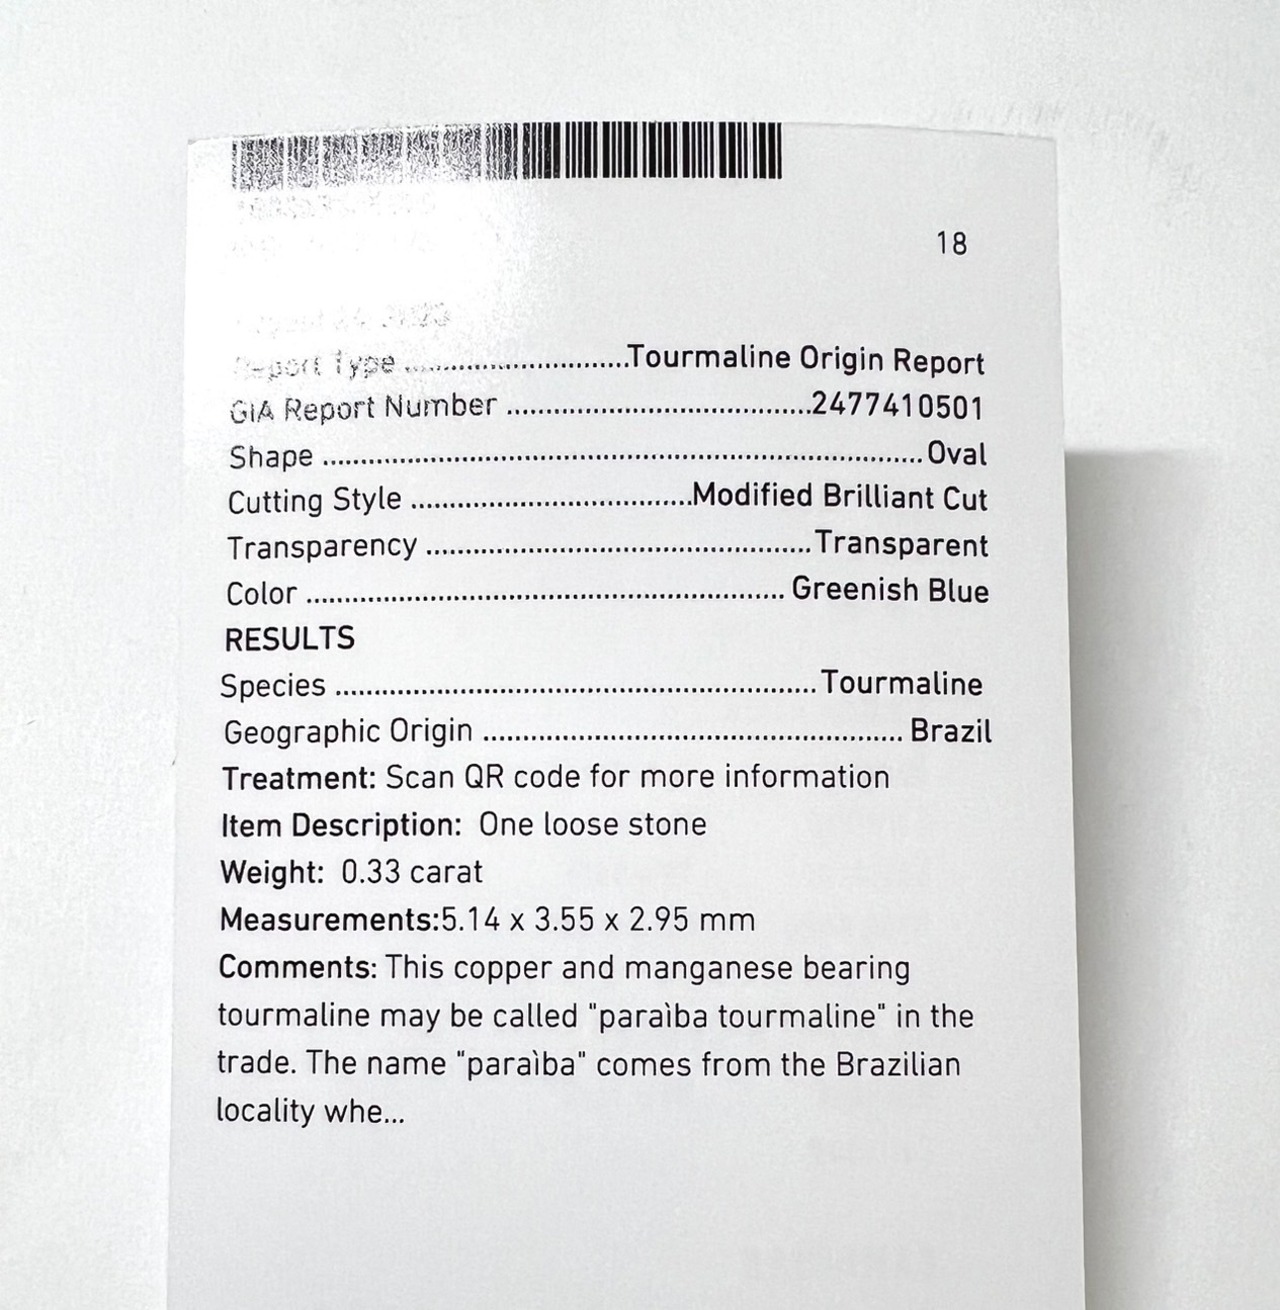 18
Report Type ............................Tourmaline Origin Report
GIA Report Number .......................................2477410501
Shape .............................................................................Oval
Cutting Style ....................................Modified Brilliant Cut
Transparency .................................................Transparent
Color ............................................................. Greenish Blue
RESULTS
Species ..............................................................Tourmaline
Geographic Origin ...................................................... Brazil
Treatment: Scan QR code for more information
Item Description: One loose stone
Weight: 0.33 carat
Measurements:5.14 x 3.55 x 2.95 mm
Comments: This copper and manganese bearing
tourmaline may be called "paraìba tourmaline" in the
trade. The name "paraìba" comes from the Brazilian
locality whe...